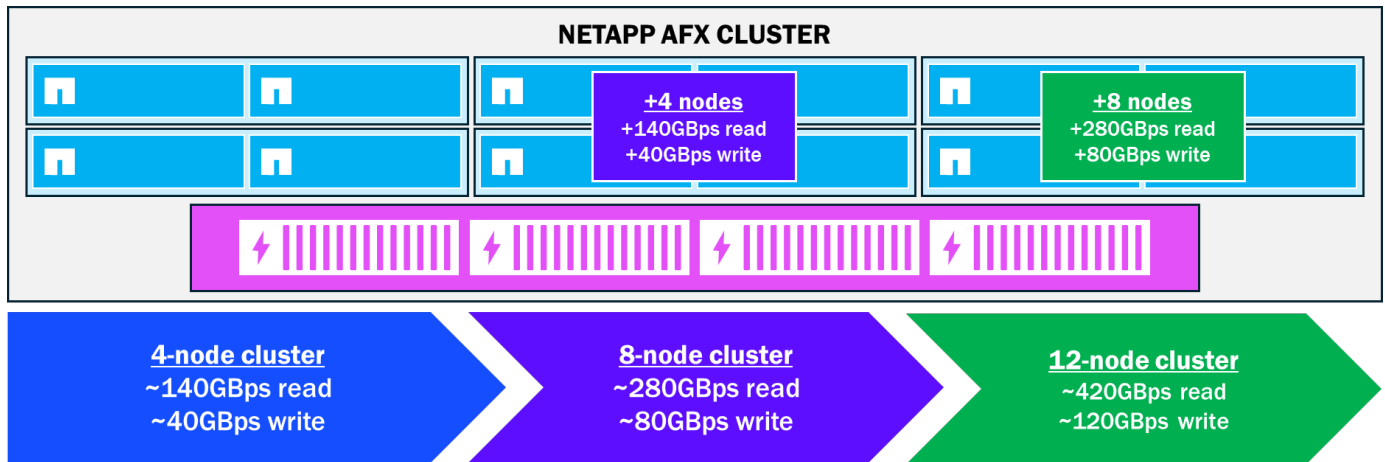 NETAPP AFX CLUSTER
+4 nodes
+140GBps read
+40GBps write
+8 nodes
+280GBps read
+80GBps write
4-node cluster
~140GBps read
~40GBps write
8-node cluster
~280GBps read
~80GBps write
12-node cluster
~420GBps read
~120GBps write